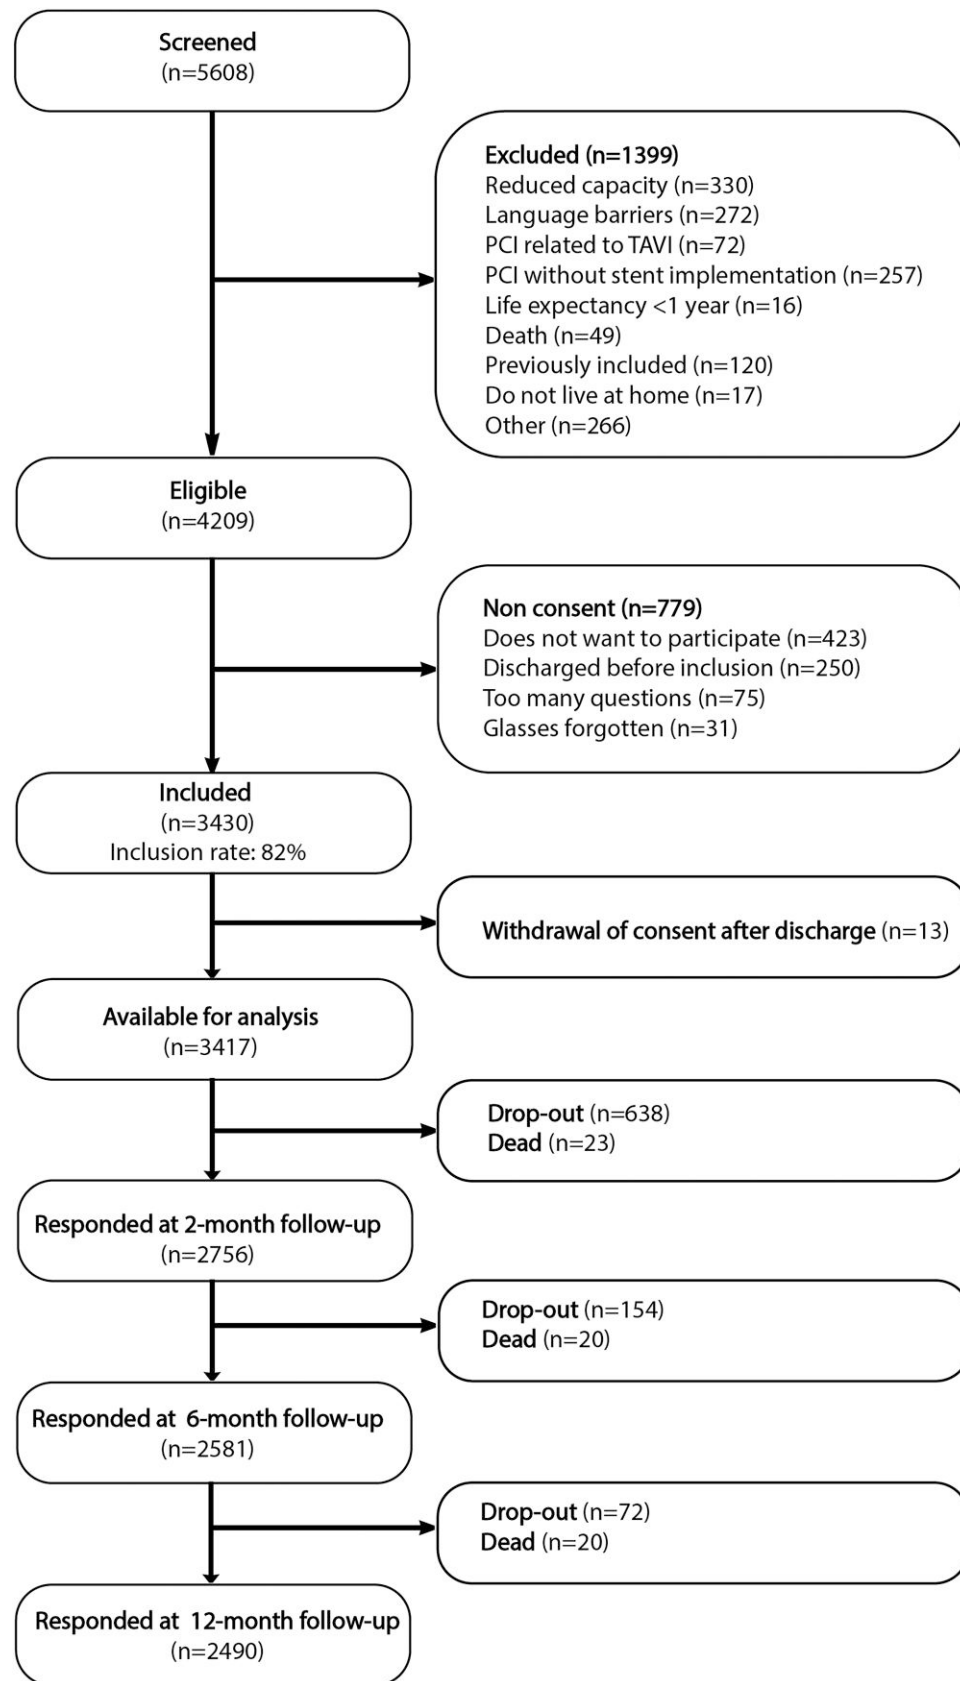 Screened
(n=5608)
Excluded (n=1399)
Reduced capacity (n=330)
Language barriers (n=272)
PCI related to TAVI (n=72)
PCI without stent implementation (n=257)
Life expectancy <1 year (n=16)
Death (n=49)
Previously included (n=120)
Do not live at home (n=17)
Other (n=266)
Eligible
(n=4209)
Non consent (n=779)
Does not want to participate (n=423)
Discharged before inclusion (n=250)
Too many questions (n=75)
Glasses forgotten (n=31)
Included
(n=3430)
Inclusion rate: 82%
Withdrawal of consent after discharge (n=13)
Available for analysis
(n=3417)
Drop-out (n=638)
Dead (n=23)
Responded at 2-month follow-up
(n=2756)
Drop-out (n=154)
Dead (n=20)
Responded at 6-month follow-up
(n=2581)
Drop-out (n=72)
Dead (n=20)
Responded at 12-month follow-up
(n=2490)